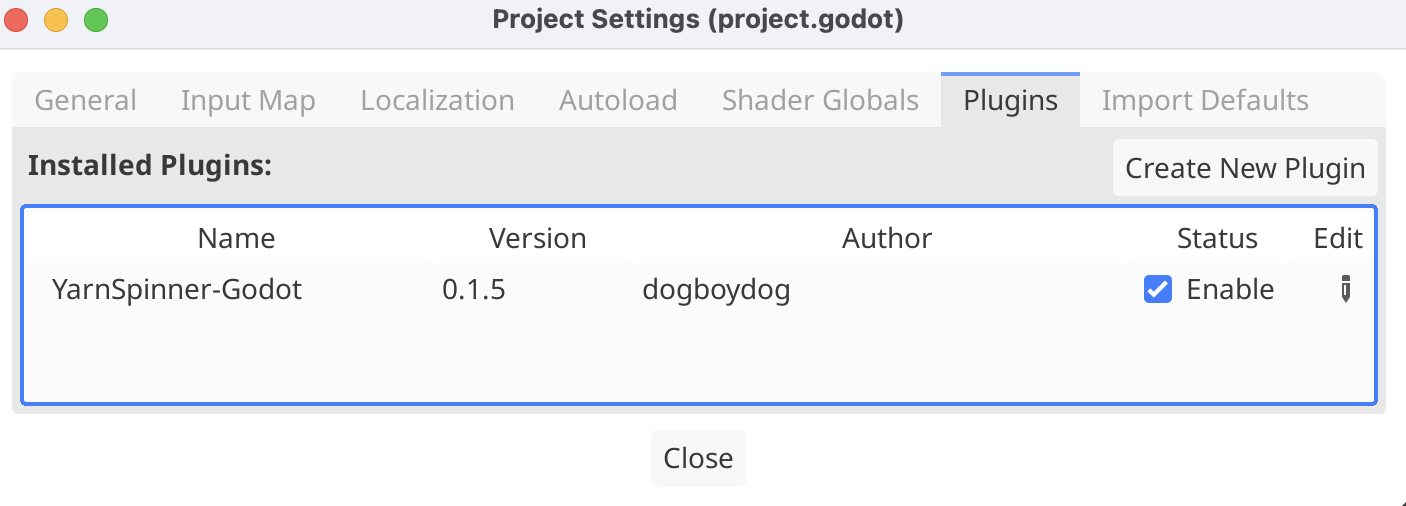 Project Settings (project.godot)
General Input Map Localization Autoload Shader Globals Plugins Import Defaults
Installed Plugins: Create New Plugin
Name Version Author Status Edit
YarnSpinner-Godot 0.1.5 dogboydog Enable
Close